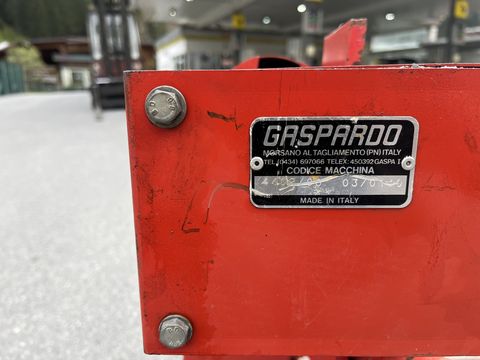 GASPARDO
MORSANO AL TAGLIAMENTO (PN) ITALY
TEL. (0434) 697066 TELEX: 450392 GASPA I
CODICE MACCHINA
MADE IN ITALY